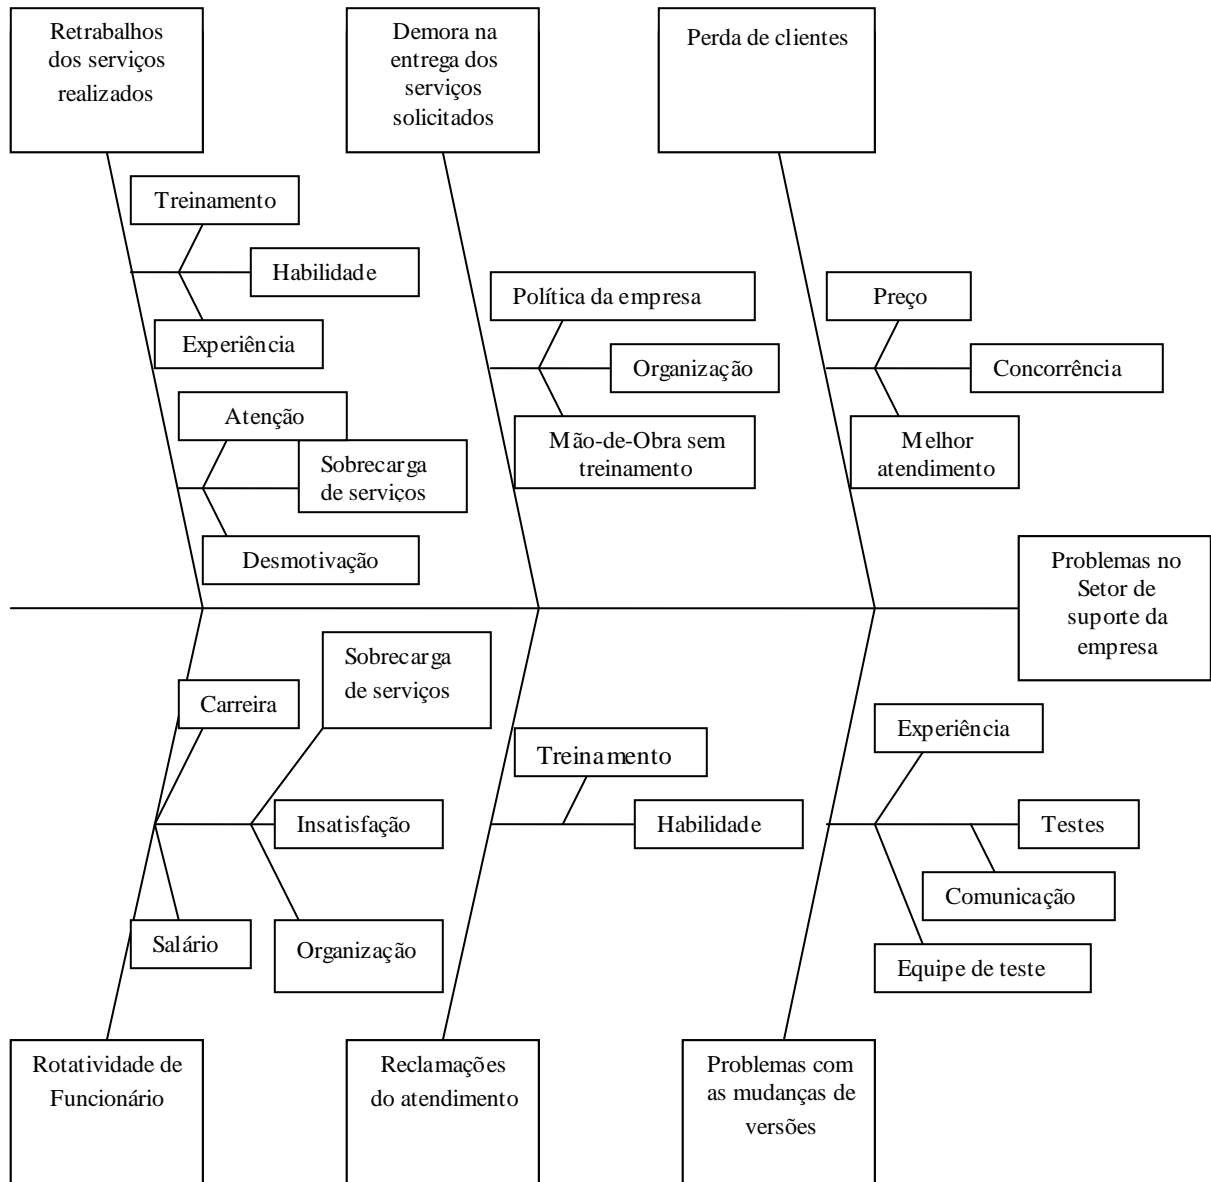 Retrabalhos
dos serviços
realizados
Demora na
entrega dos
serviços
solicitados
Perda de clientes
Treinamento
Habilidade
Experiência
Política da empresa
Organização
Mão-de-Obra sem
treinamento
Preço
Concorrência
Melhor
atendimento
Atenção
Sobrecarga
de serviços
Desmotivação
Problemas no
Setor de
suporte da
empresa
Carreira
Sobrecarga
de serviços
Insatisfação
Salário
Organização
Treinamento
Habilidade
Experiência
Testes
Comunicação
Equipe de teste
Rotatividade de
Funcionário
Reclamações
do atendimento
Problemas com
as mudanças de
versões